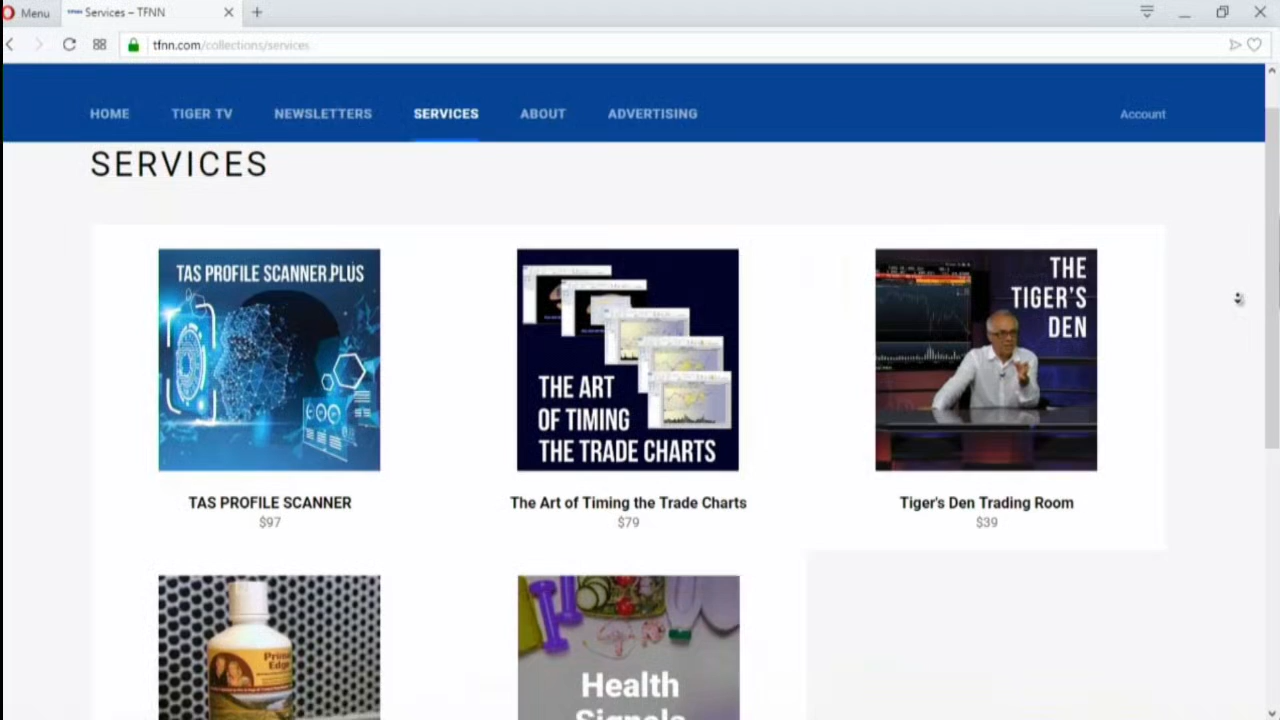 Menu
Services – TFNN
tfnn.com/collections/services
HOME
TIGER TV
NEWSLETTERS
SERVICES
ABOUT
ADVERTISING
Account
SERVICES
TAS PROFILE SCANNER.PLUS
THE ART
OF TIMING
THE TRADE CHARTS
THE
TIGER'S
DEN
TAS PROFILE SCANNER
$97
The Art of Timing the Trade Charts
$79
Tiger's Den Trading Room
$39
Edge
Health
Signals